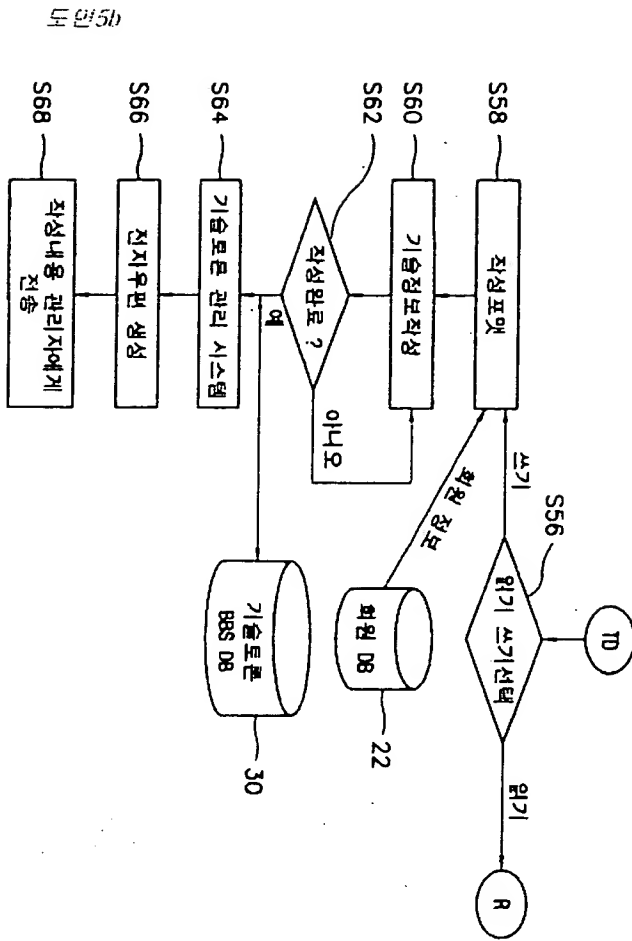 도면5b
TD
S56
읽기 쓰기선택
쓰기
읽기
R
S58
작성포맷
회원 정보
회원 DB
22
S60
기술정보작성
S62
작성완료 ?
아니오
예
기술토론
BBS DB
30
S64
기술토론 관리 시스템
S66
전자우편 생성
S68
작성내용 관리자에게
전송